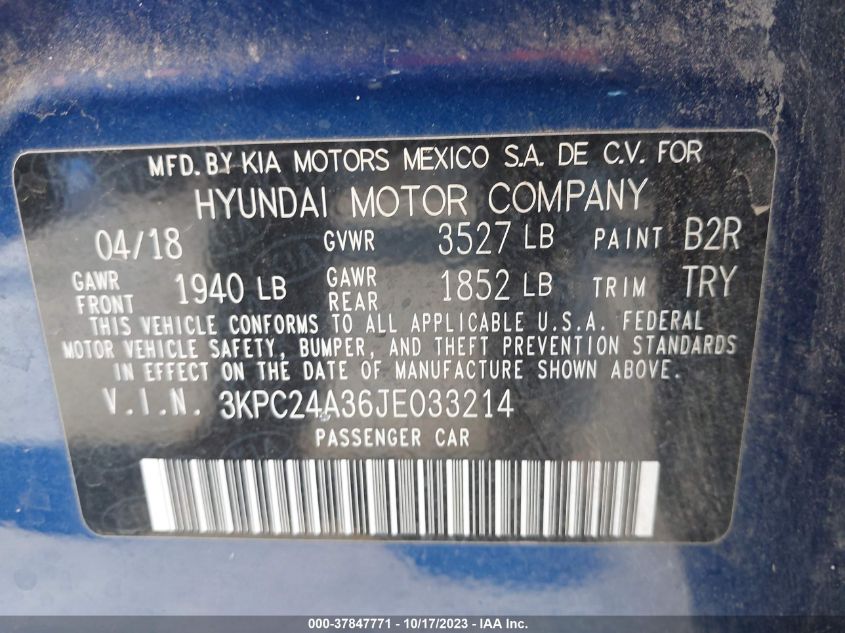 MFD. BY KIA MOTORS MEXICO S.A. DE C.V. FOR
HYUNDAI MOTOR COMPANY
04/18 GVWR 3527 LB PAINT B2R
GAWR FRONT 1940 LB GAWR REAR 1852 LB TRIM TRY
THIS VEHICLE CONFORMS TO ALL APPLICABLE U.S.A. FEDERAL
MOTOR VEHICLE SAFETY, BUMPER, AND THEFT PREVENTION STANDARDS
IN EFFECT ON THE DATE OF MANUFACTURE SHOWN ABOVE.
V.I.N. 3KPC24A36JE033214
PASSENGER CAR
000-37847771 - 10/17/2023 - IAA Inc.